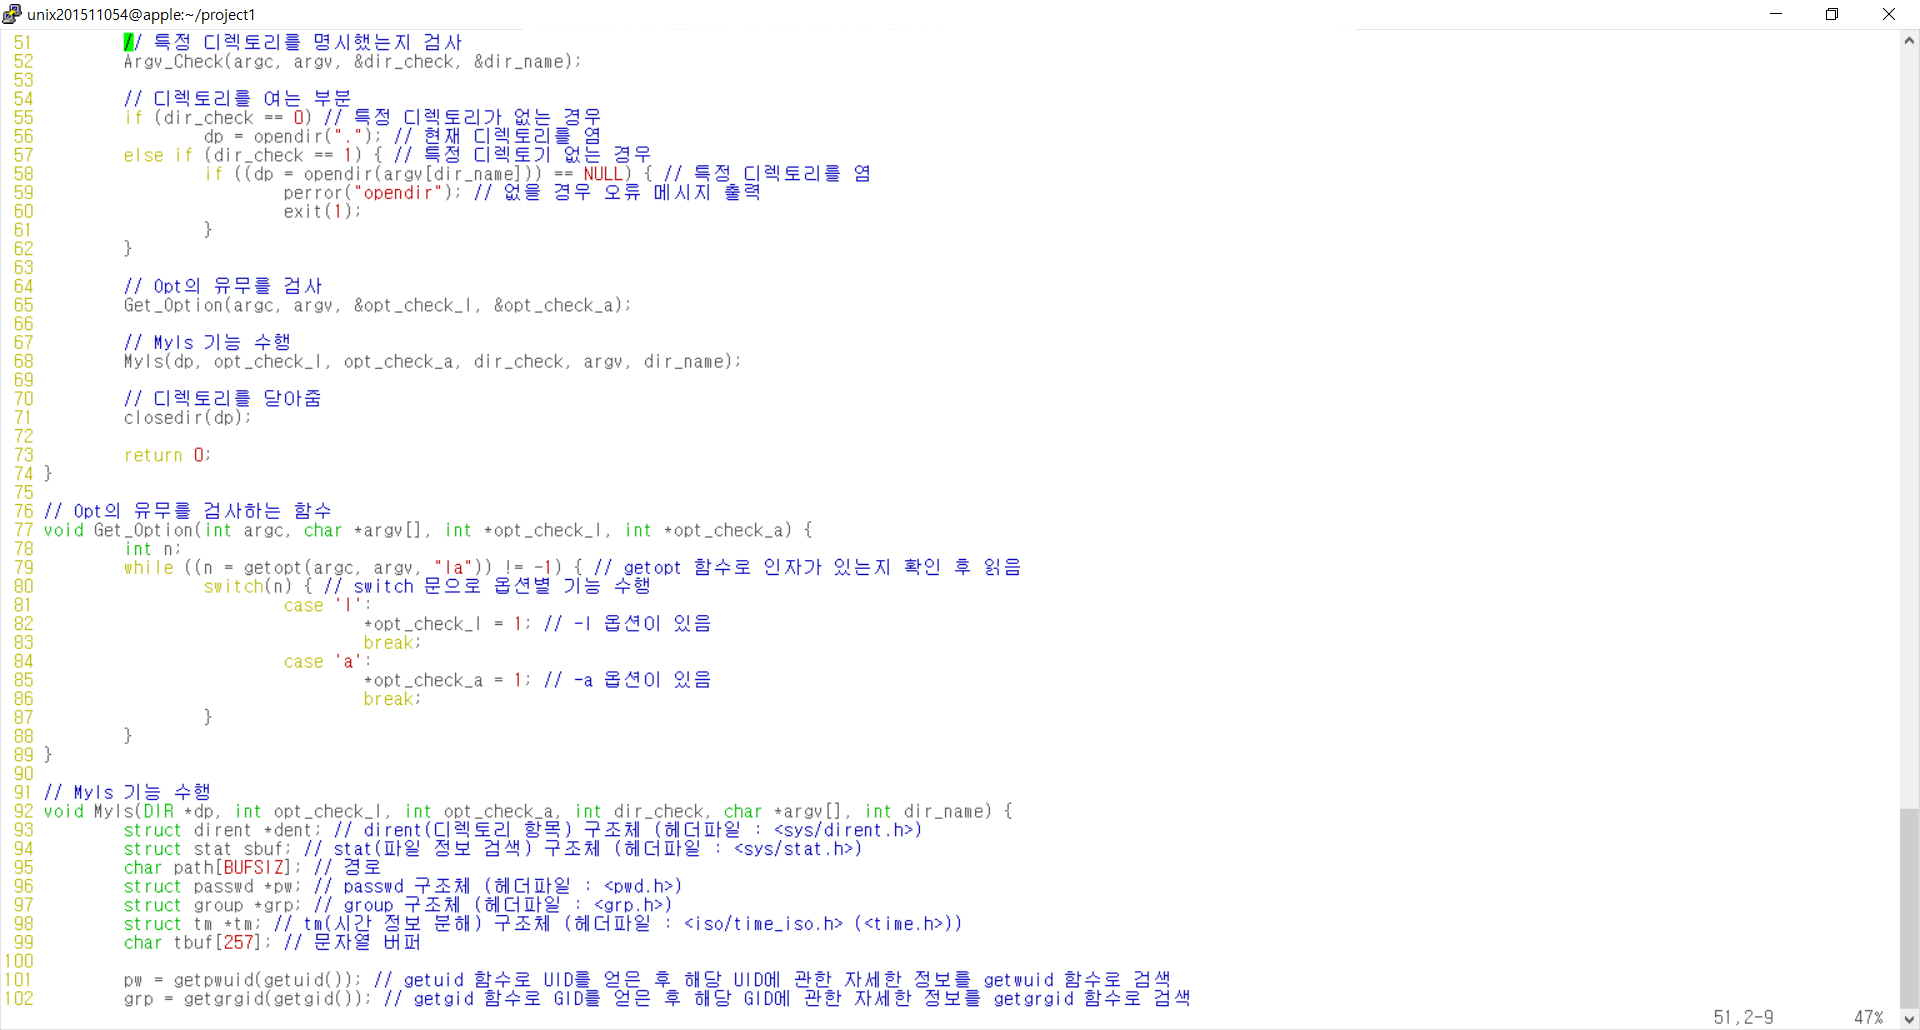 unix201511054@apple:~/project1
51         // 특정 디렉토리를 명시했는지 검사
52         Argv_Check(argc, argv, &dir_check, &dir_name);
53
54         // 디렉토리를 여는 부분
55         if (dir_check == 0) // 특정 디렉토리가 없는 경우
56                 dp = opendir("."); // 현재 디렉토리를 염
57         else if (dir_check == 1) { // 특정 디렉토기 없는 경우
58                 if ((dp = opendir(argv[dir_name])) == NULL) { // 특정 디렉토리를 염
59                         perror("opendir"); // 없을 경우 오류 메시지 출력
60                         exit(1);
61                 }
62         }
63
64         // Opt의 유무를 검사
65         Get_Option(argc, argv, &opt_check_l, &opt_check_a);
66
67         // Myls 기능 수행
68         Myls(dp, opt_check_l, opt_check_a, dir_check, argv, dir_name);
69
70         // 디렉토리를 닫아줌
71         closedir(dp);
72
73         return 0;
74 }
75
76 // Opt의 유무를 검사하는 함수
77 void Get_Option(int argc, char *argv[], int *opt_check_l, int *opt_check_a) {
78         int n;
79         while ((n = getopt(argc, argv, "la")) != -1) { // getopt 함수로 인자가 있는지 확인 후 읽음
80                 switch(n) { // switch 문으로 옵션별 기능 수행
81                         case 'l':
82                                 *opt_check_l = 1; // -l 옵션이 있음
83                                 break;
84                         case 'a':
85                                 *opt_check_a = 1; // -a 옵션이 있음
86                                 break;
87                 }
88         }
89 }
90
91 // Myls 기능 수행
92 void Myls(DIR *dp, int opt_check_l, int opt_check_a, int dir_check, char *argv[], int dir_name) {
93         struct dirent *dent; // dirent(디렉토리 항목) 구조체 (헤더파일 : <sys/dirent.h>)
94         struct stat sbuf; // stat(파일 정보 검색) 구조체 (헤더파일 : <sys/stat.h>)
95         char path[BUFSIZ]; // 경로
96         struct passwd *pw; // passwd 구조체 (헤더파일 : <pwd.h>)
97         struct group *grp; // group 구조체 (헤더파일 : <grp.h>)
98         struct tm *tm; // tm(시간 정보 분해) 구조체 (헤더파일 : <iso/time_iso.h> (<time.h>))
99         char tbuf[257]; // 문자열 버퍼
100
101         pw = getpwuid(getuid()); // getuid 함수로 UID를 얻은 후 해당 UID에 관한 자세한 정보를 getwuid 함수로 검색
102         grp = getgrgid(getgid()); // getgid 함수로 GID를 얻은 후 해당 GID에 관한 자세한 정보를 getgrgid 함수로 검색
51,2-9 47%